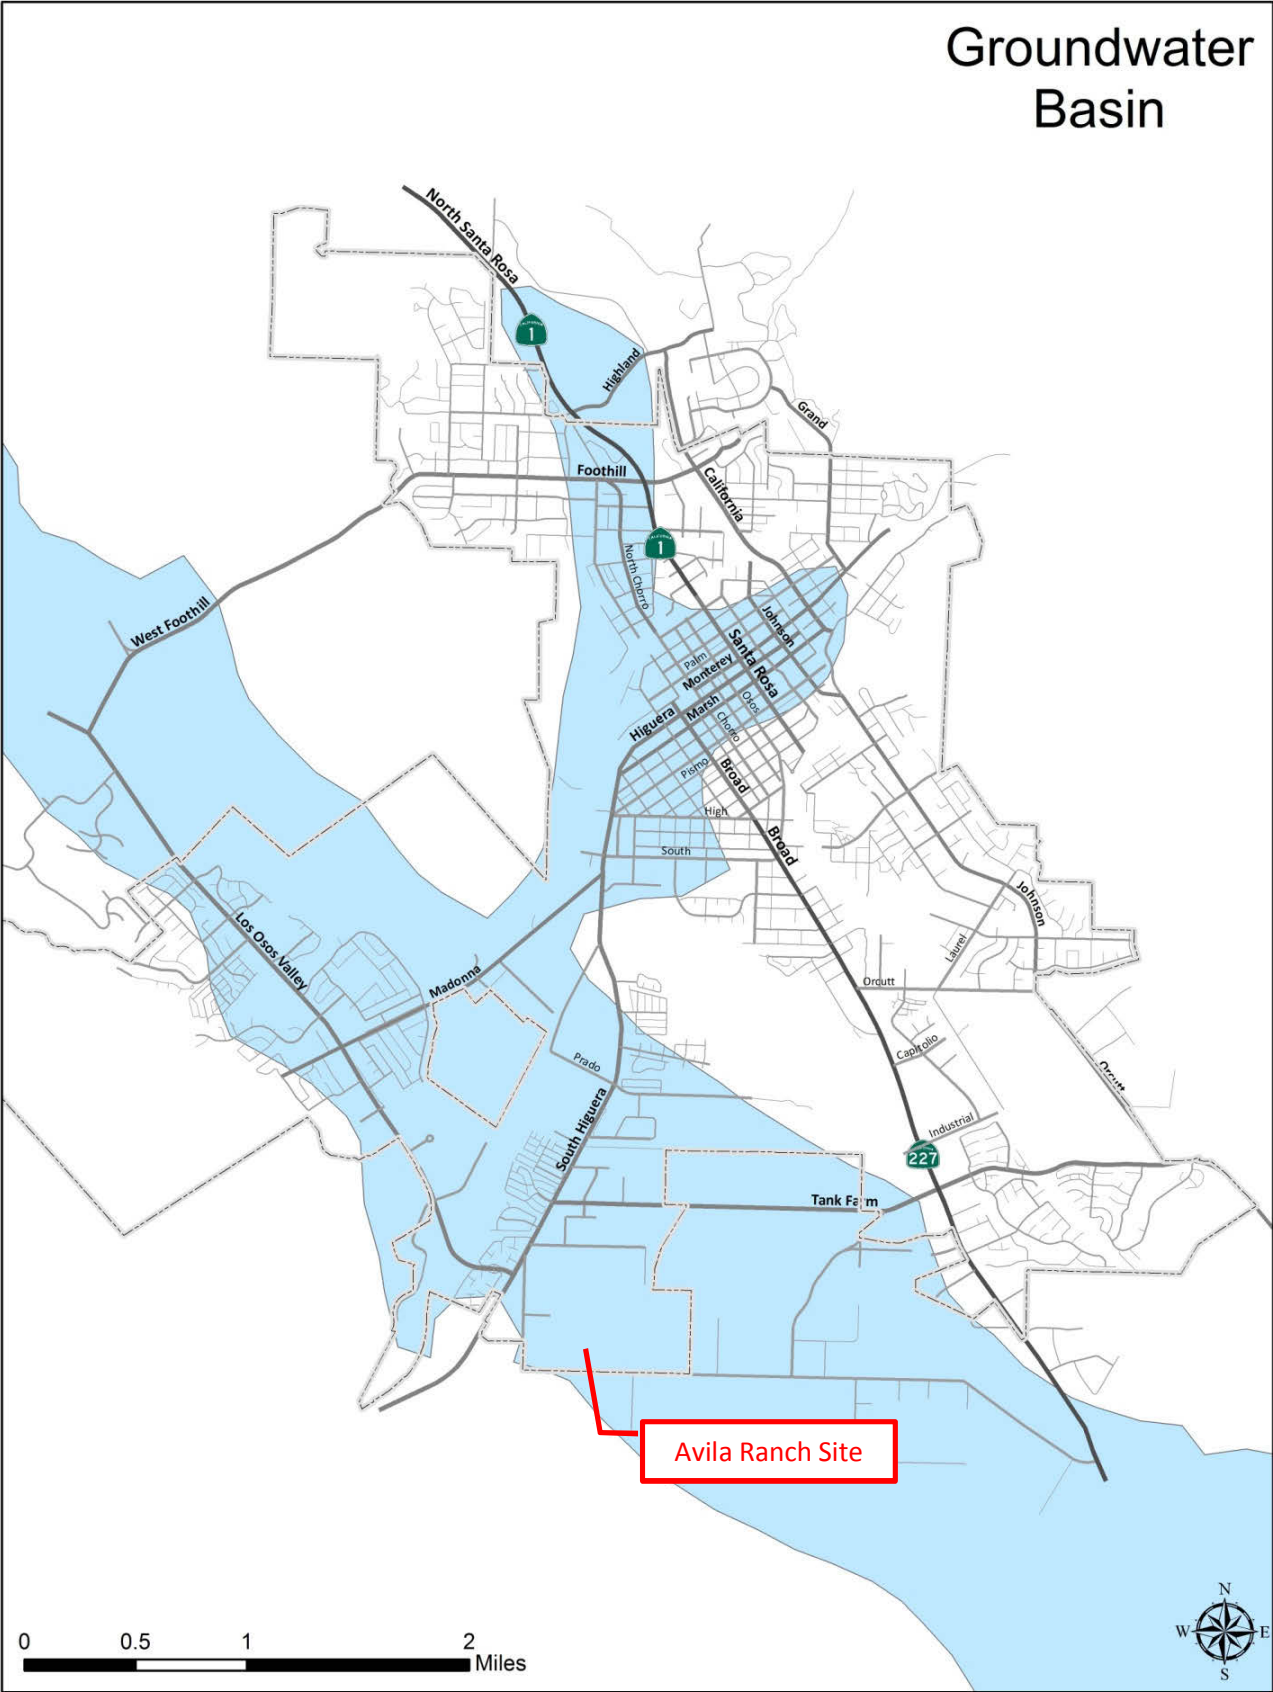 Groundwater
Basin
North Santa Rosa
CALIFORNIA
1
Highland
Grand
Foothill
California
CALIFORNIA
1
North Chorro
West Foothill
Johnson
Santa Rosa
Palm
Monterey
Osos
Marsh
Higuera
Chorro
Pismo
Broad
High
Broad
South
Johnson
Laurel
Los Osos Valley
Madonna
Orcutt
Capitolio
Prado
Orcutt
South Higuera
Industrial
227
Tank Farm
Avila Ranch Site
N
W E
S
0 0.5 1 2
Miles